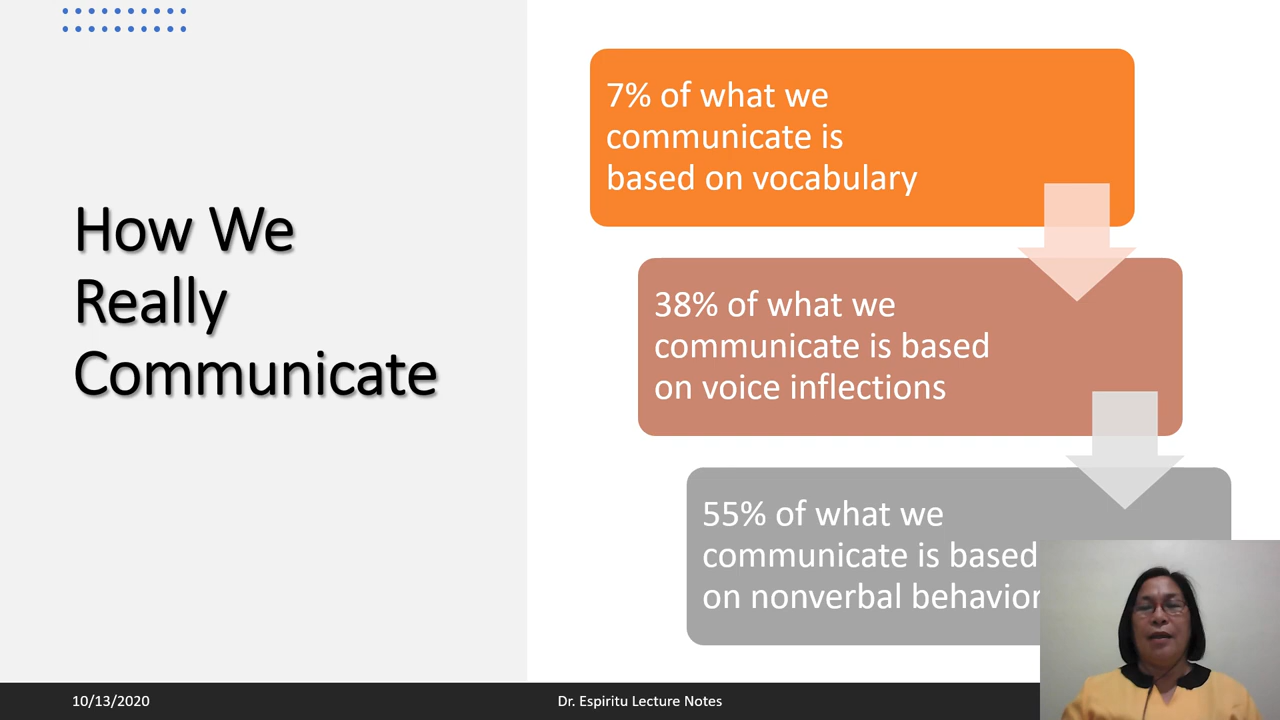 How We
Really
Communicate
7% of what we
communicate is
based on vocabulary
38% of what we
communicate is based
on voice inflections
55% of what we
communicate is based
on nonverbal behavior
10/13/2020
Dr. Espiritu Lecture Notes